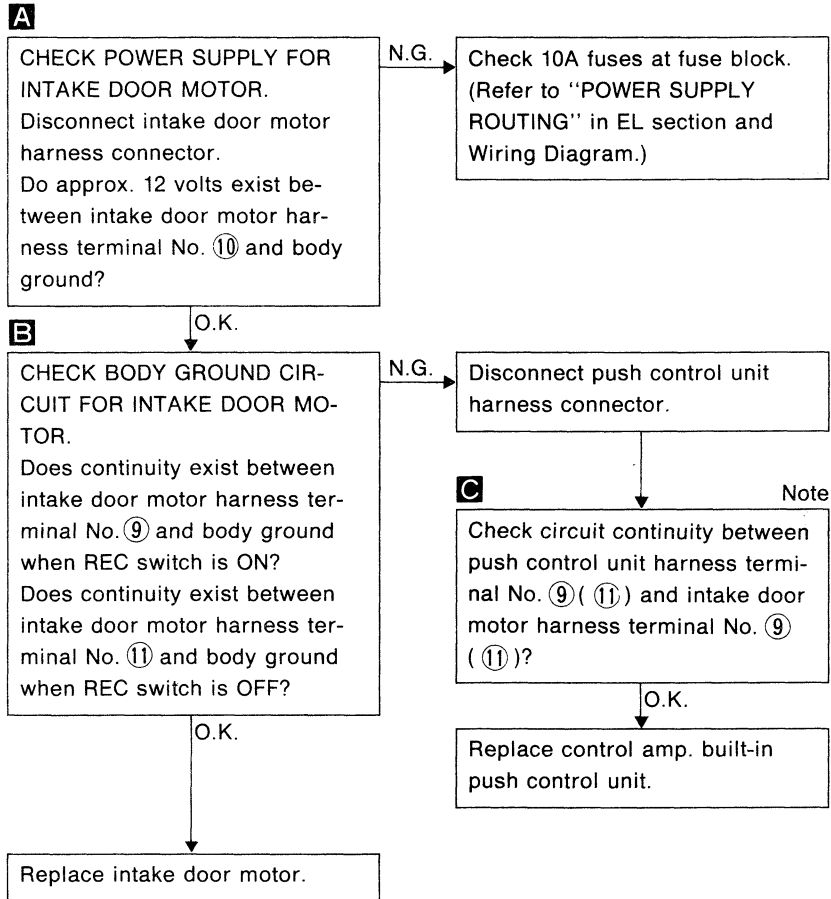 A
CHECK POWER SUPPLY FOR
INTAKE DOOR MOTOR.
Disconnect intake door motor
harness connector.
Do approx. 12 volts exist be-
tween intake door motor har-
ness terminal No. ⑩ and body
ground?
N.G.
Check 10A fuses at fuse block.
(Refer to "POWER SUPPLY
ROUTING" in EL section and
Wiring Diagram.)
O.K.
B
CHECK BODY GROUND CIR-
CUIT FOR INTAKE DOOR MO-
TOR.
Does continuity exist between
intake door motor harness ter-
minal No. ⑨ and body ground
when REC switch is ON?
Does continuity exist between
intake door motor harness ter-
minal No. ⑪ and body ground
when REC switch is OFF?
N.G.
Disconnect push control unit
harness connector.
C
Note
Check circuit continuity between
push control unit harness termi-
nal No. ⑨ ( ⑪ ) and intake door
motor harness terminal No. ⑨
( ⑪ )?
O.K.
Replace control amp. built-in
push control unit.
O.K.
Replace intake door motor.